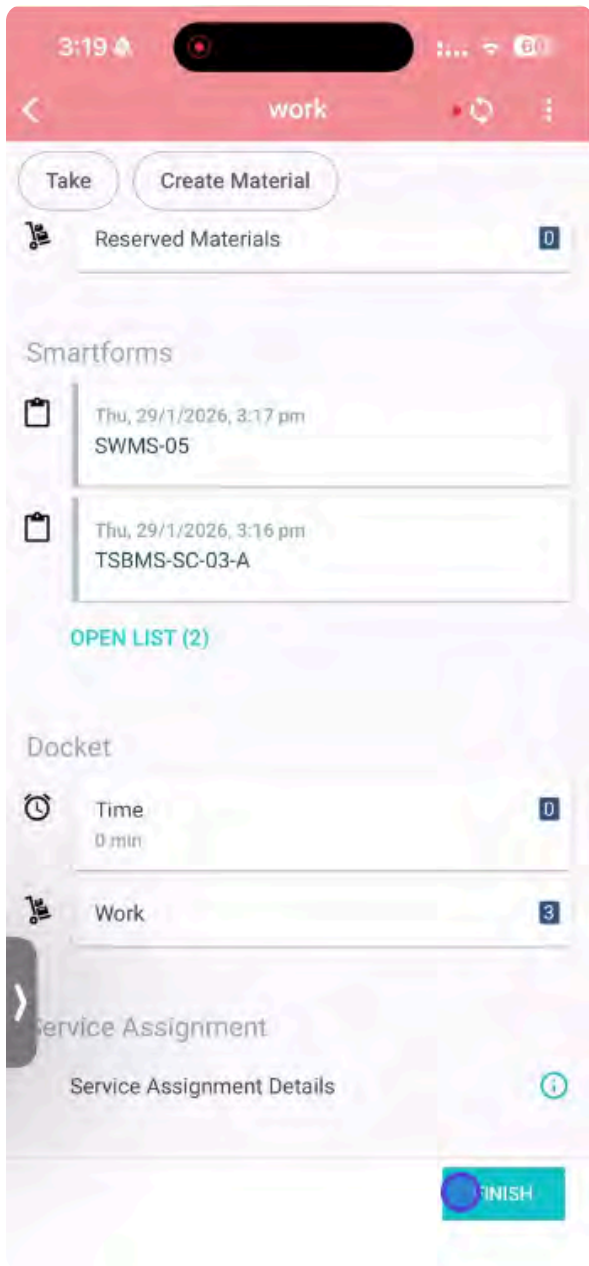 3:19
work
Take
Create Material
Reserved Materials
0
Smartforms
Thu, 29/1/2026, 3:17 pm
SWMS-05
Thu, 29/1/2026, 3:16 pm
TSBMS-SC-03-A
OPEN LIST (2)
Docket
Time
0
0 min
Work
3
Service Assignment
Service Assignment Details
FINISH